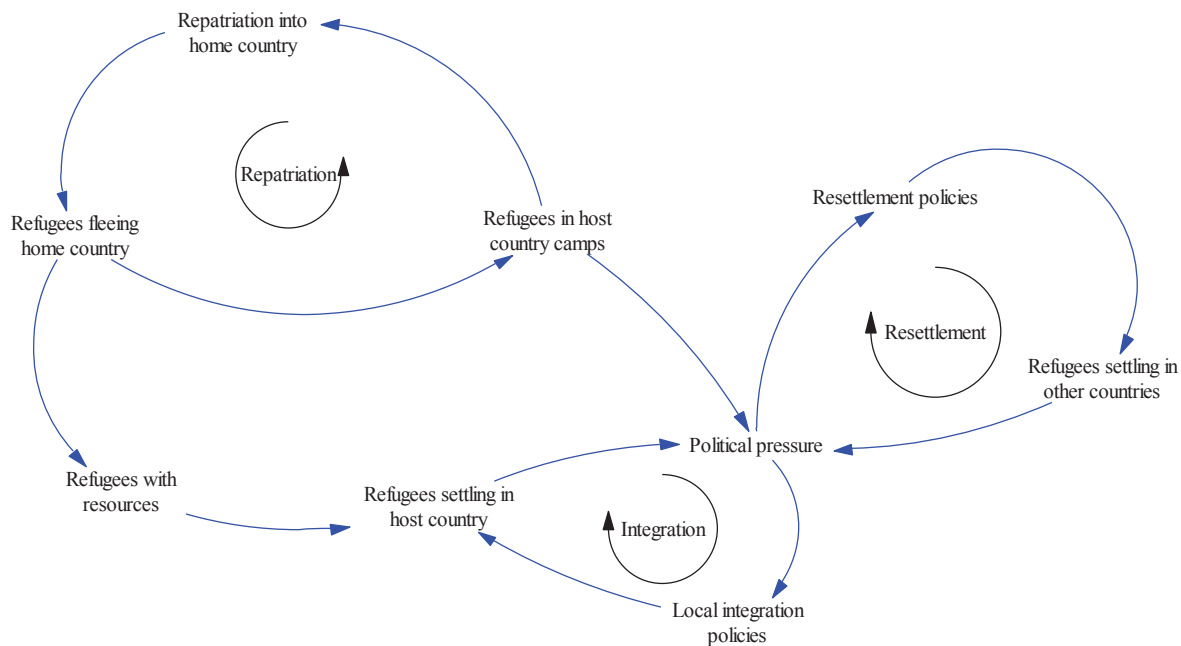 Repatriation into
home country
Repatriation
Refugees fleeing
home country
Refugees in host
country camps
Resettlement policies
Resettlement
Refugees settling in
other countries
Political pressure
Refugees with
resources
Refugees settling in
host country
Integration
Local integration
policies